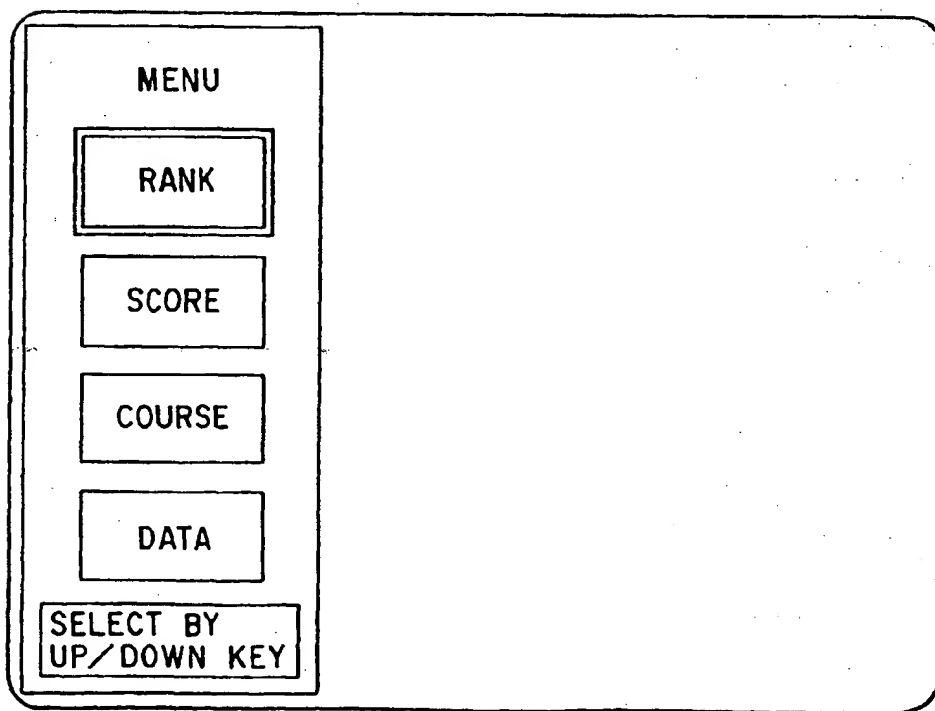 MENU
RANK
SCORE
COURSE
DATA
SELECT BY
UP/DOWN KEY